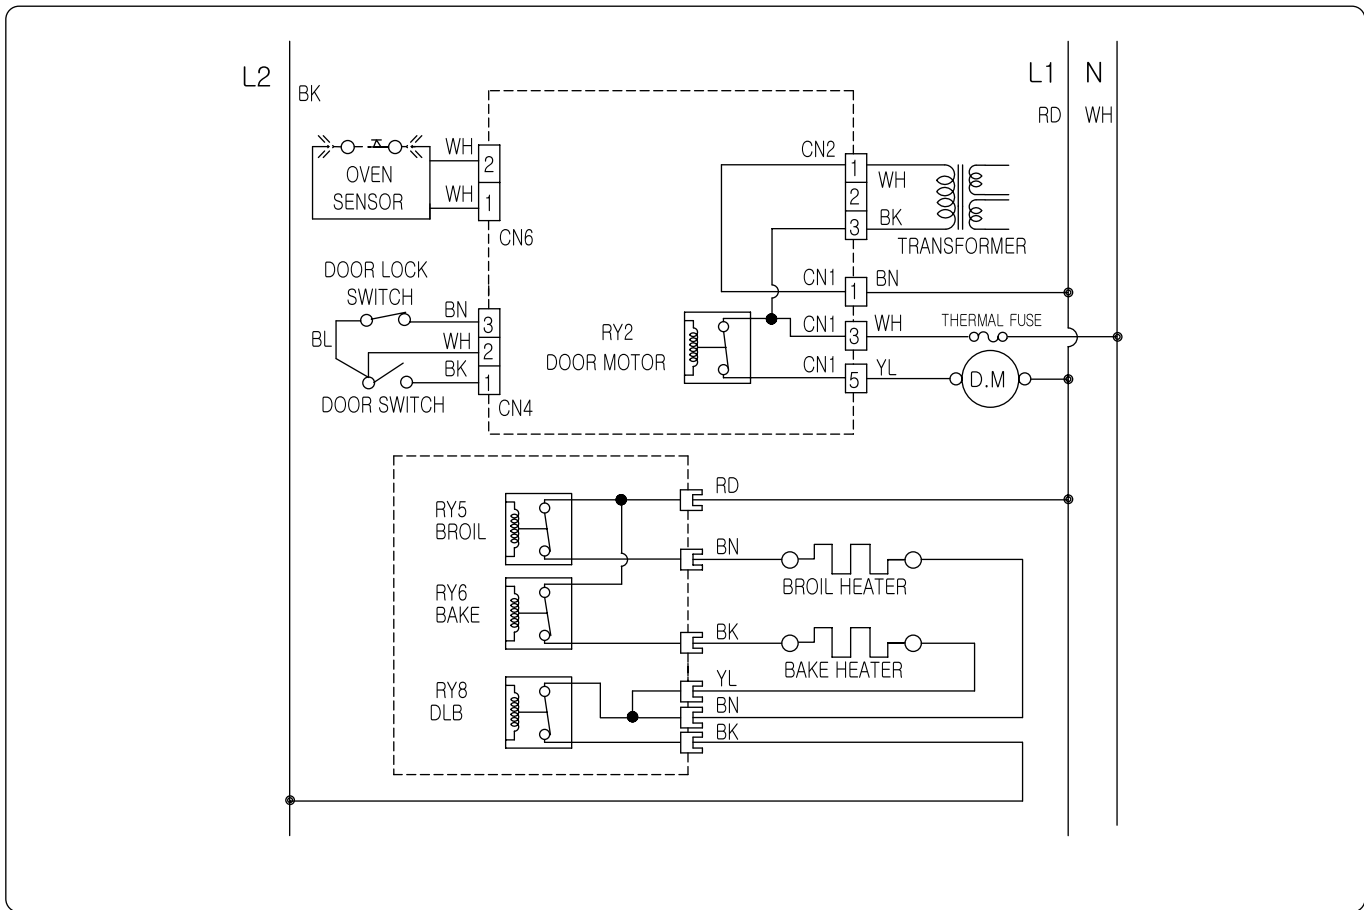 L2
BK
L1
N
RD
WH
OVEN
SENSOR
WH
2
WH
1
CN6
DOOR LOCK
SWITCH
BL
BN
3
WH
2
BK
1
DOOR SWITCH
CN4
CN2
1
WH
2
BK
3
TRANSFORMER
CN1
1
BN
RY2
DOOR MOTOR
CN1
3
WH
THERMAL FUSE
CN1
5
YL
D.M
RY5
BROIL
RD
BN
BROIL HEATER
RY6
BAKE
BK
BAKE HEATER
RY8
DLB
YL
BN
BK